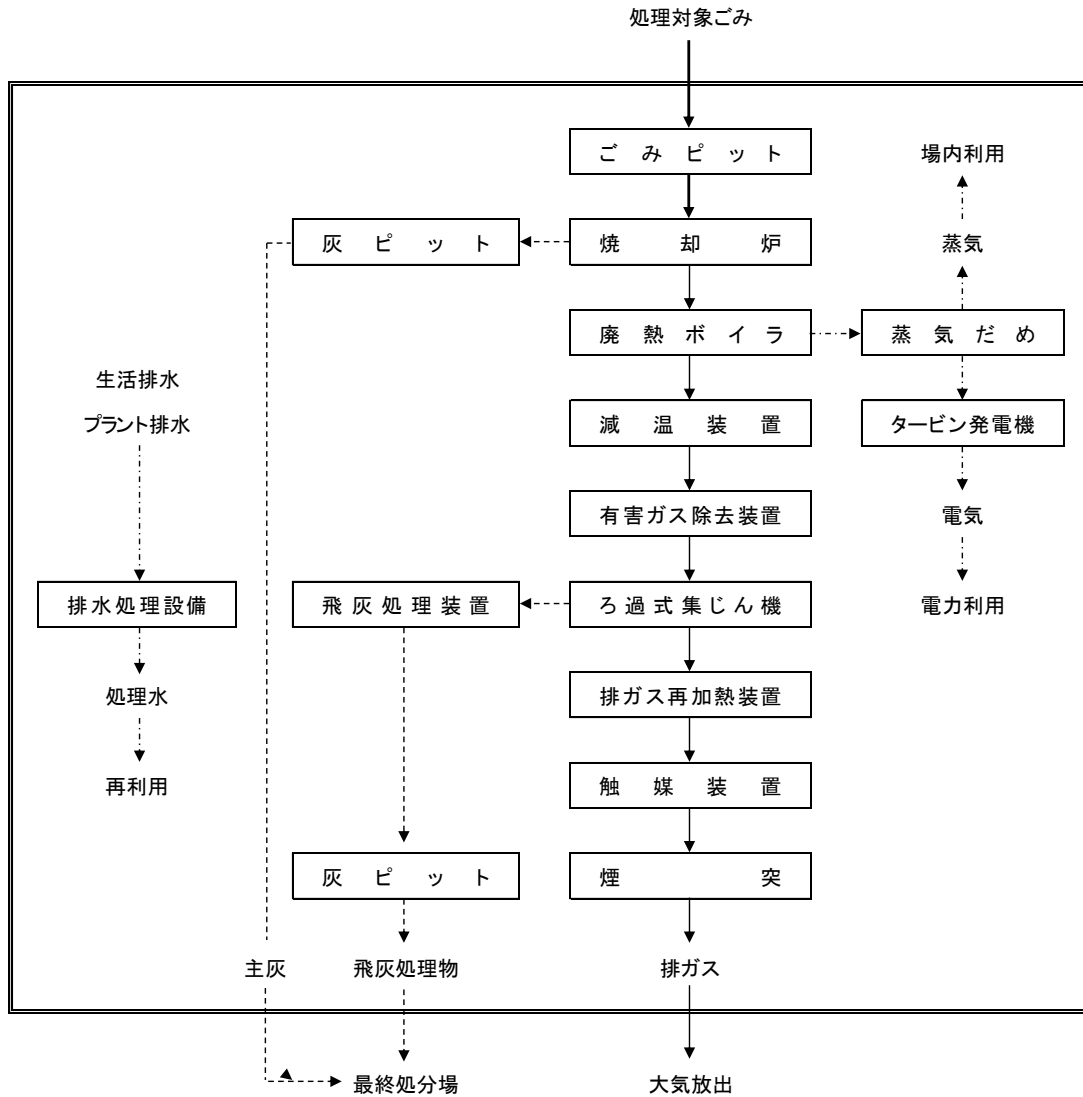 処理対象ごみ
ごみピット
場内利用
灰ピット
焼却炉
蒸気
廃熱ボイラ
蒸気だめ
生活排水
プラント排水
減温装置
タービン発電機
有害ガス除去装置
電気
排水処理設備
飛灰処理装置
ろ過式集じん機
電力利用
処理水
排ガス再加熱装置
再利用
触媒装置
灰ピット
煙突
主灰
飛灰処理物
排ガス
最終処分場
大気放出